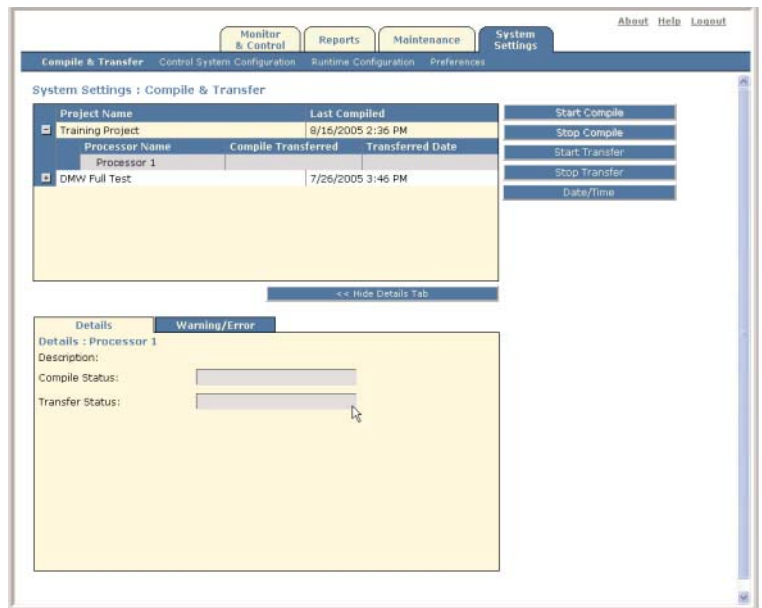 About Help Logout
Monitor & Control
Reports
Maintenance
System Settings
Compile & Transfer Control System Configuration Runtime Configuration Preferences
System Settings : Compile & Transfer
Project Name Last Compiled
Training Project 8/16/2005 2:36 PM
Processor Name Compile Transferred Transferred Date
Processor 1
DMW Full Test 7/26/2005 3:46 PM
Start Compile
Stop Compile
Start Transfer
Stop Transfer
Date/Time
<< Hide Details Tab
Details Warning/Error
Details : Processor 1
Description:
Compile Status:
Transfer Status: